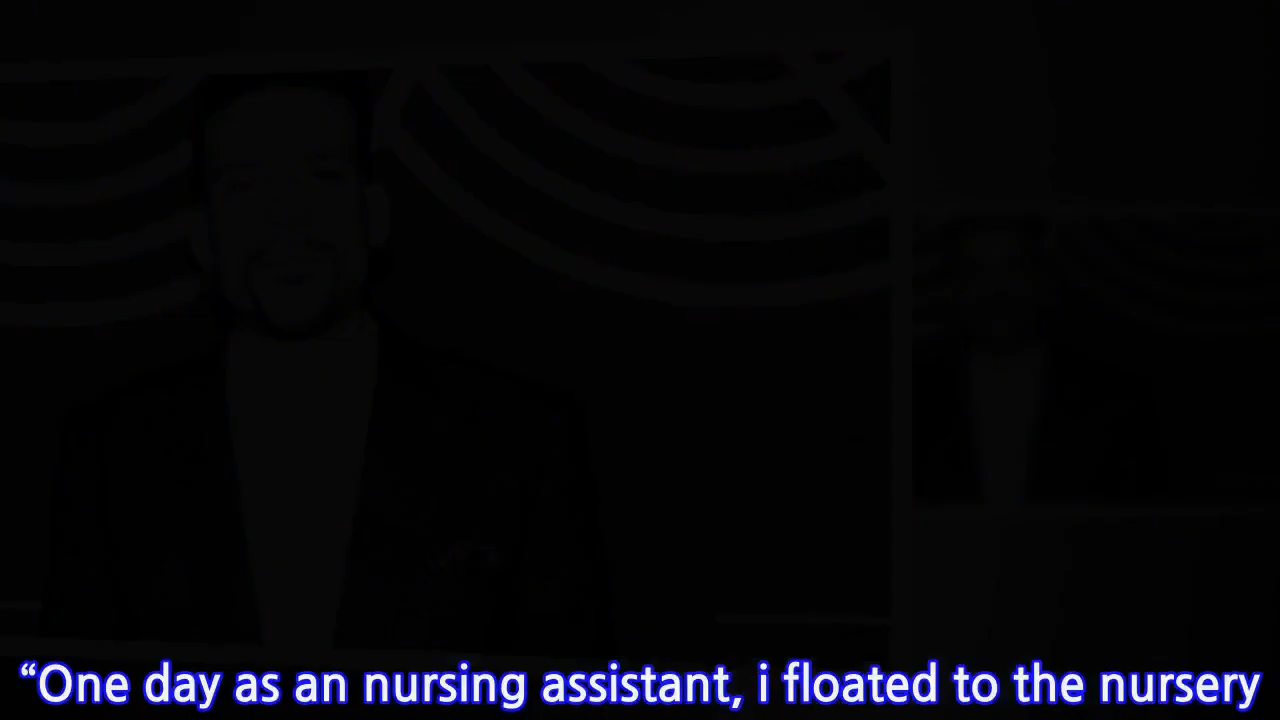 “One day as an nursing assistant, i floated to the nursery